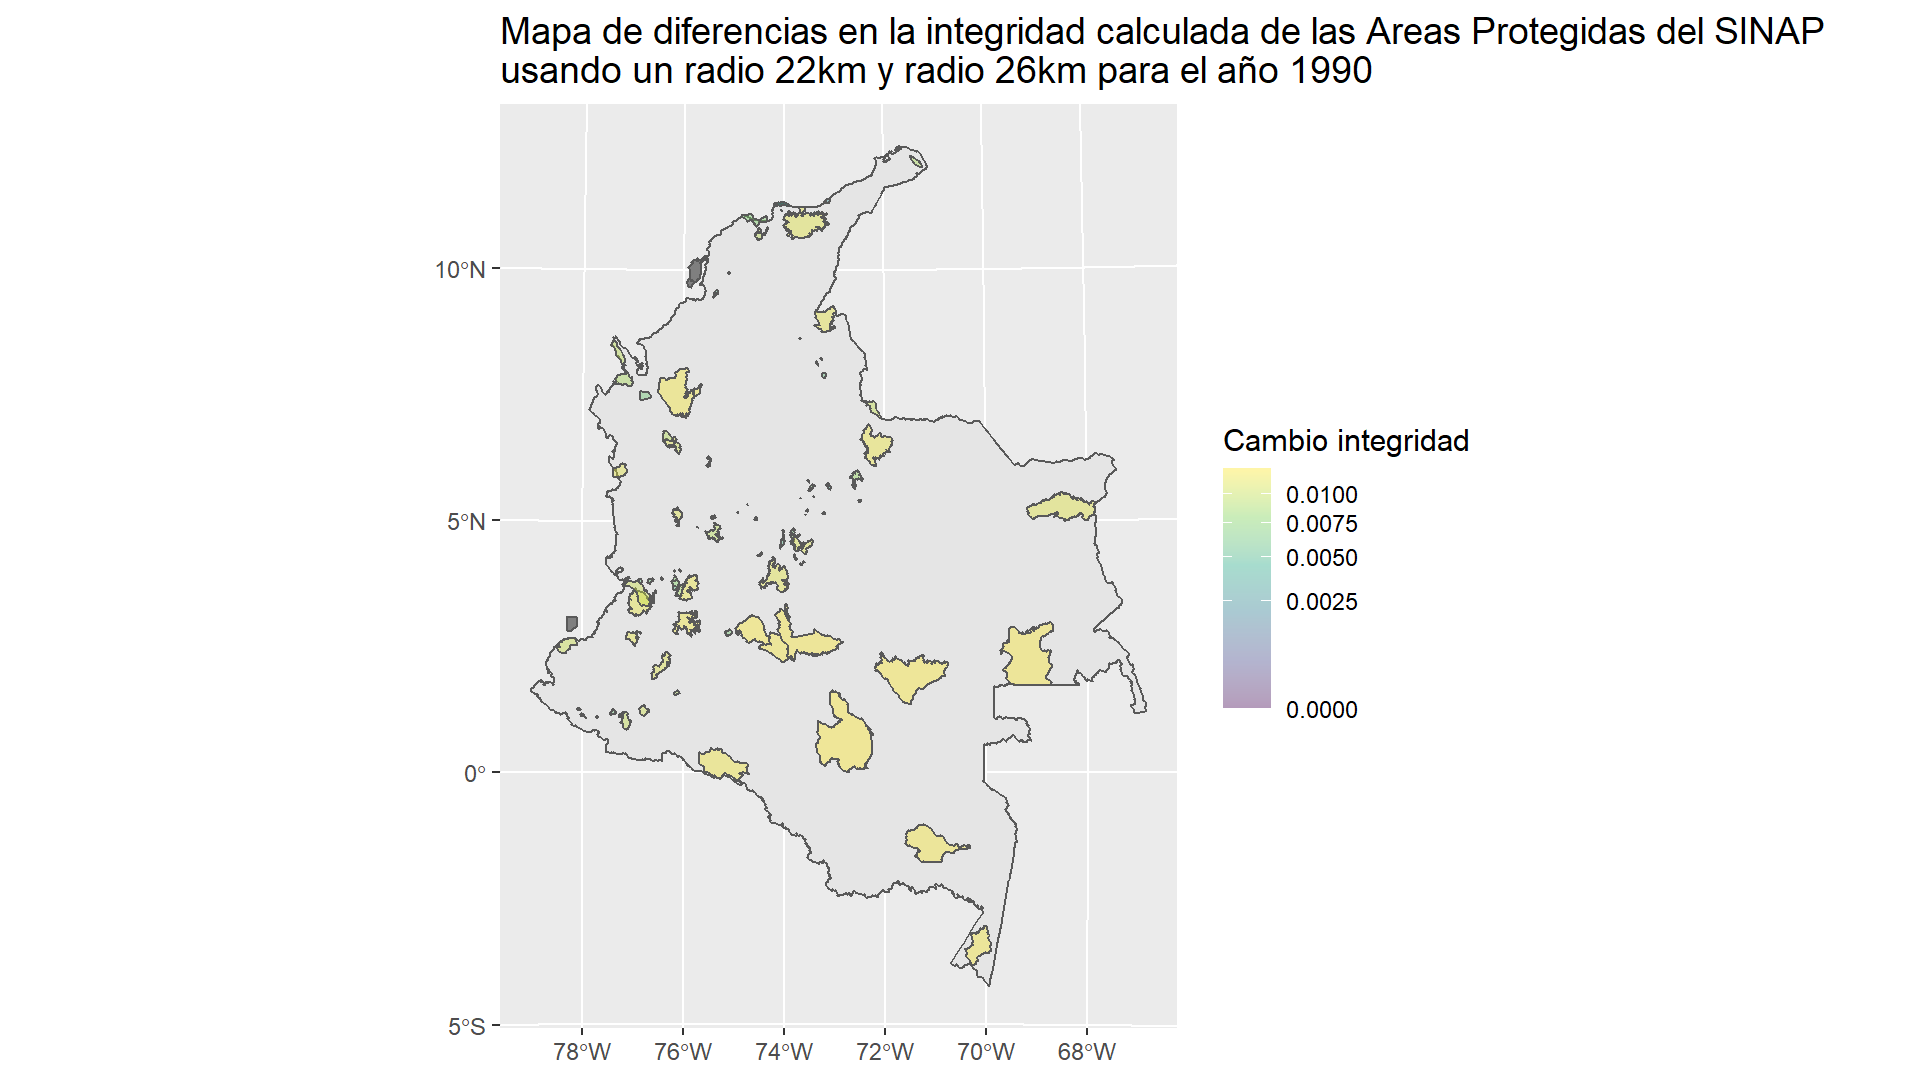 Mapa de diferencias en la integridad calculada de las Areas Protegidas del SINAP
usando un radio 22km y radio 26km para el año 1990
10°N
5°N
0°
5°S
78°W 76°W 74°W 72°W 70°W 68°W
Cambio integridad
0.0100
0.0075
0.0050
0.0025
0.0000